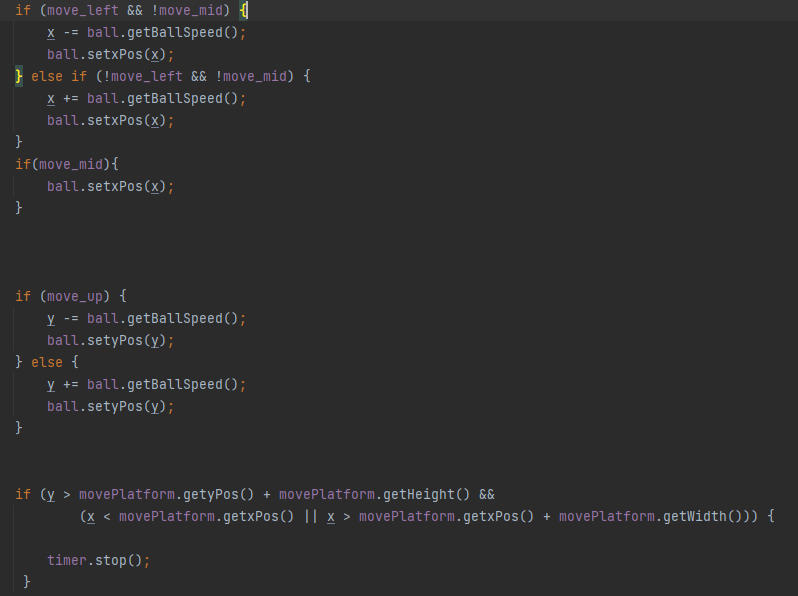 if (move_left && !move_mid) {
x -= ball.getBallSpeed();
ball.setxPos(x);
} else if (!move_left && !move_mid) {
x += ball.getBallSpeed();
ball.setxPos(x);
}
if(move_mid){
ball.setxPos(x);
}
if (move_up) {
y -= ball.getBallSpeed();
ball.setyPos(y);
} else {
y += ball.getBallSpeed();
ball.setyPos(y);
}
if (y > movePlatform.getyPos() + movePlatform.getHeight() &&
(x < movePlatform.getxPos() || x > movePlatform.getxPos() + movePlatform.getWidth())) {
timer.stop();
}